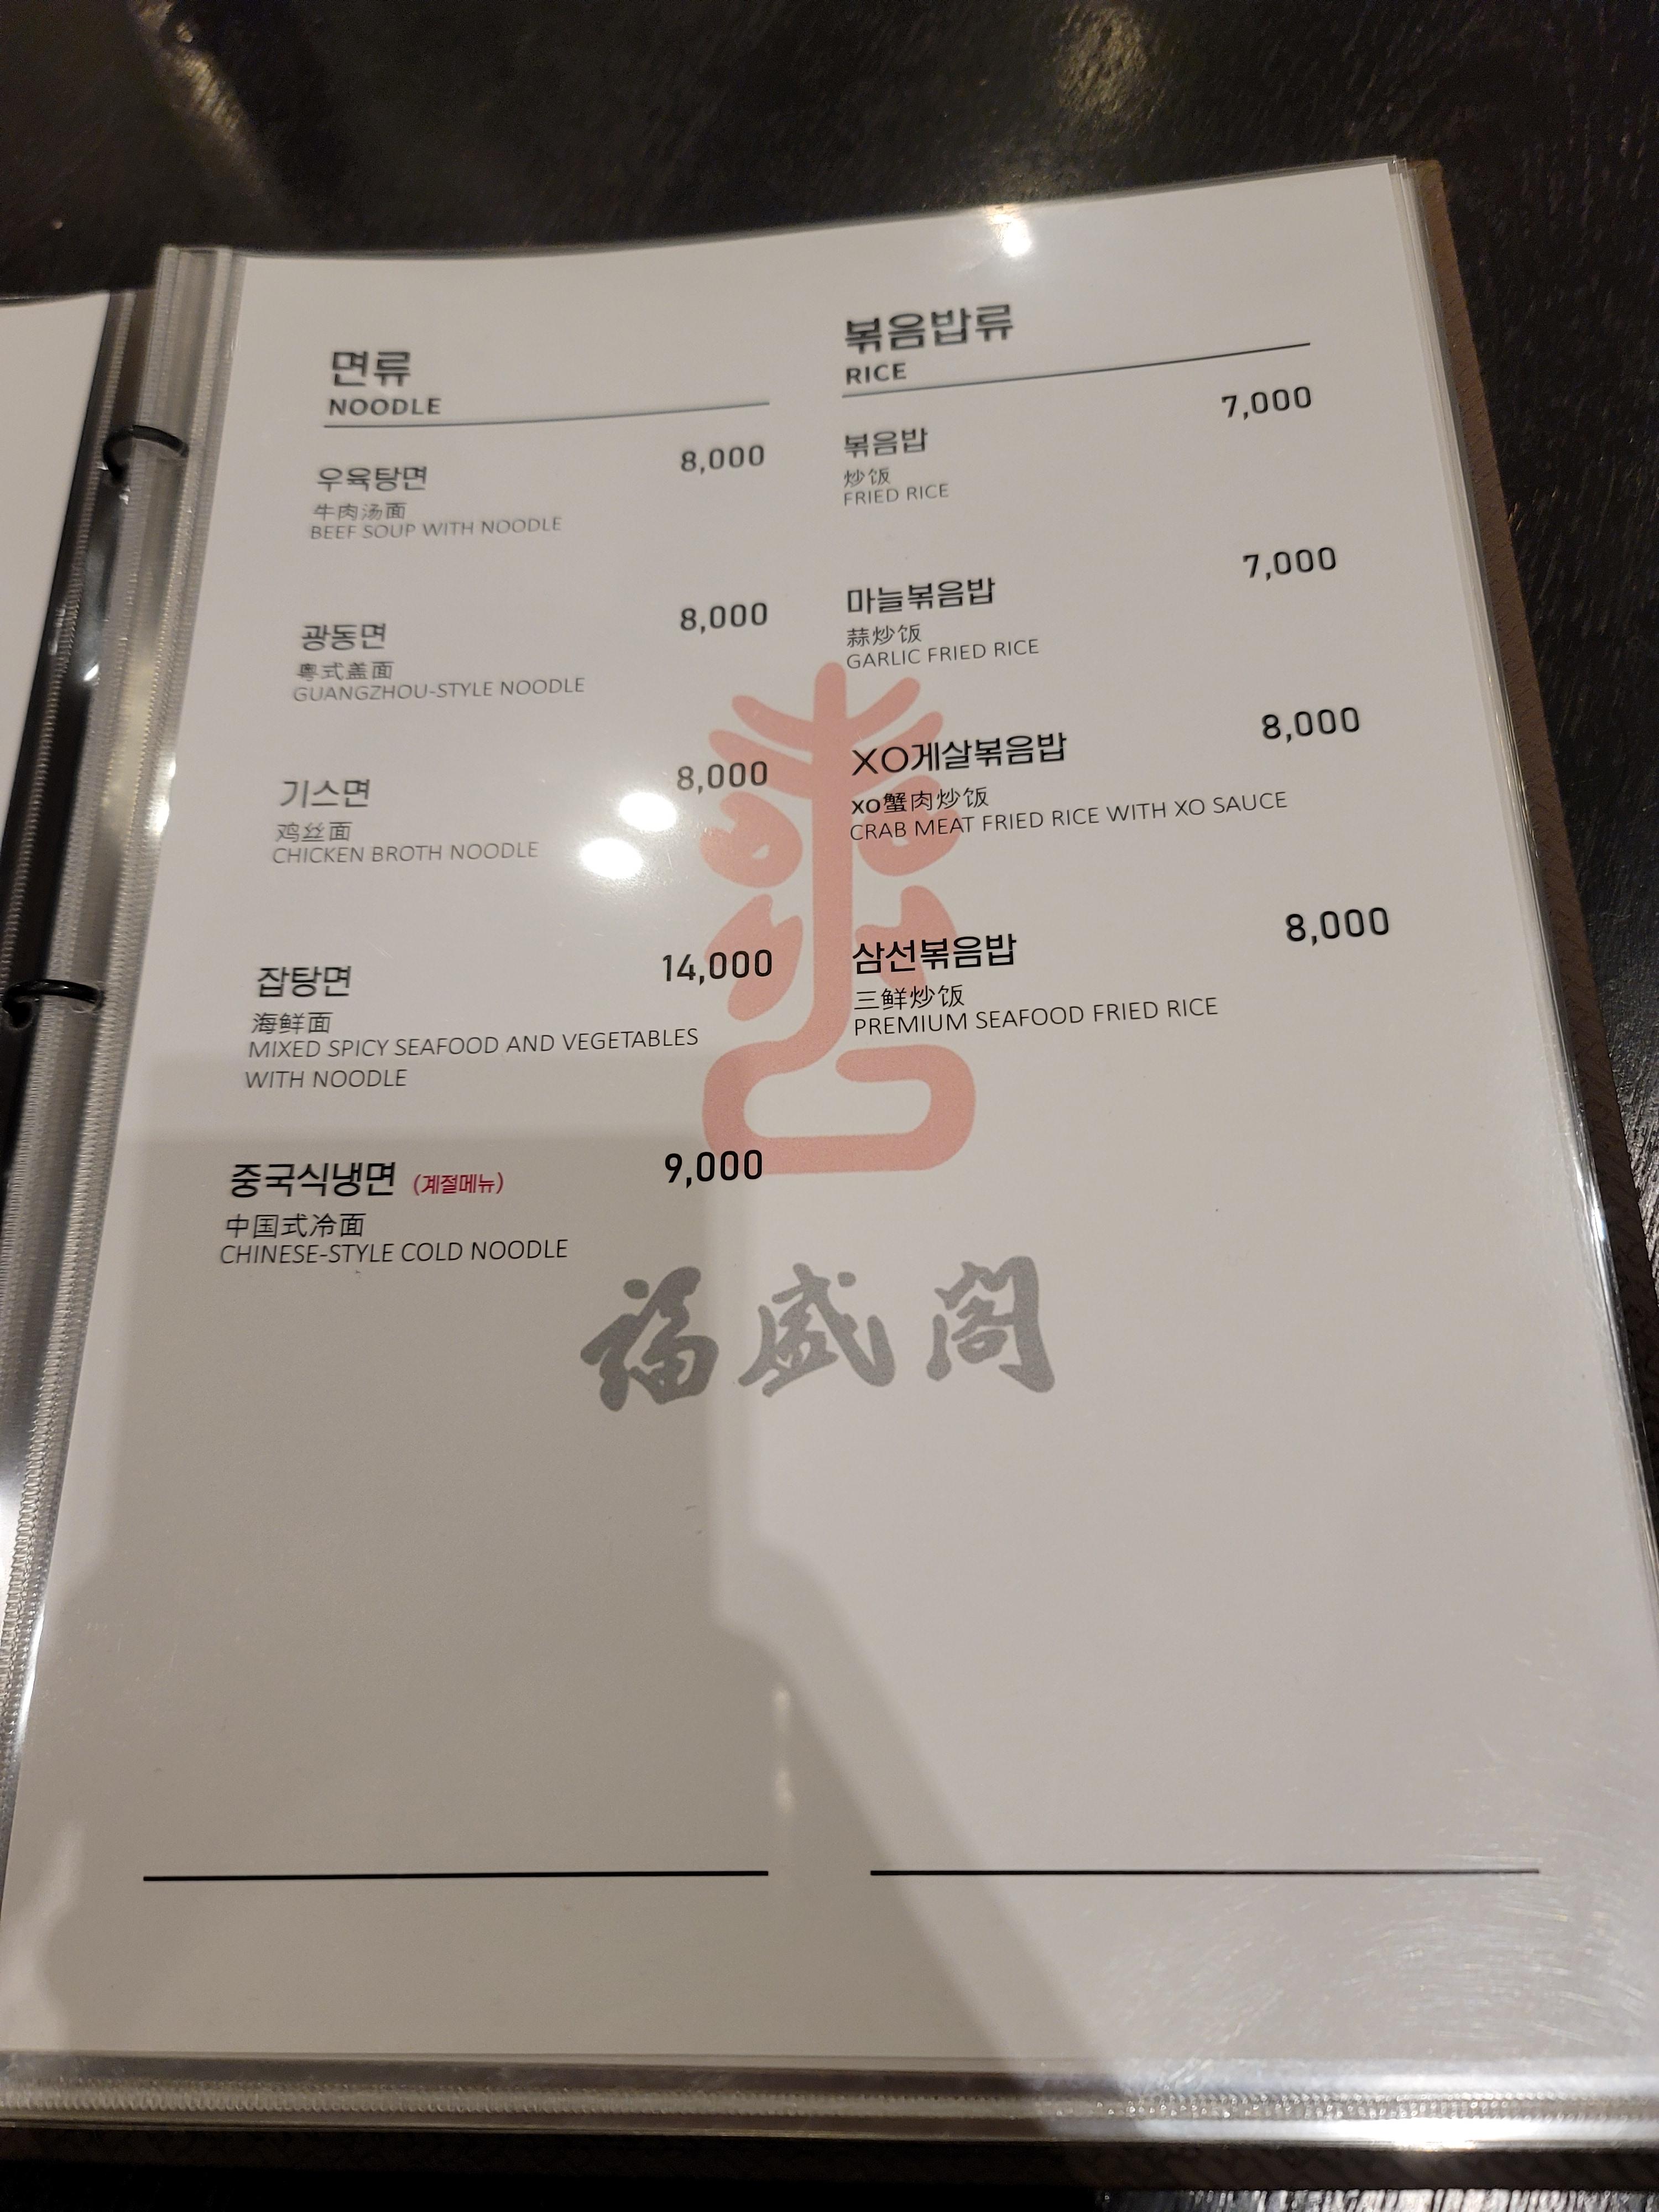 면류
NOODLE
우육탕면 8,000
牛肉汤面
BEEF SOUP WITH NOODLE
광동면 8,000
粤式盖面
GUANGZHOU-STYLE NOODLE
기스면 8,000
鸡丝面
CHICKEN BROTH NOODLE
잡탕면 14,000
海鲜面
MIXED SPICY SEAFOOD AND VEGETABLES
WITH NOODLE
중국식냉면 (계절메뉴) 9,000
中国式冷面
CHINESE-STYLE COLD NOODLE
볶음밥류
RICE
볶음밥 7,000
炒饭
FRIED RICE
마늘볶음밥 7,000
蒜炒饭
GARLIC FRIED RICE
XO게살볶음밥 8,000
xo蟹肉炒饭
CRAB MEAT FRIED RICE WITH XO SAUCE
삼선볶음밥 8,000
三鲜炒饭
PREMIUM SEAFOOD FRIED RICE
福盛阁